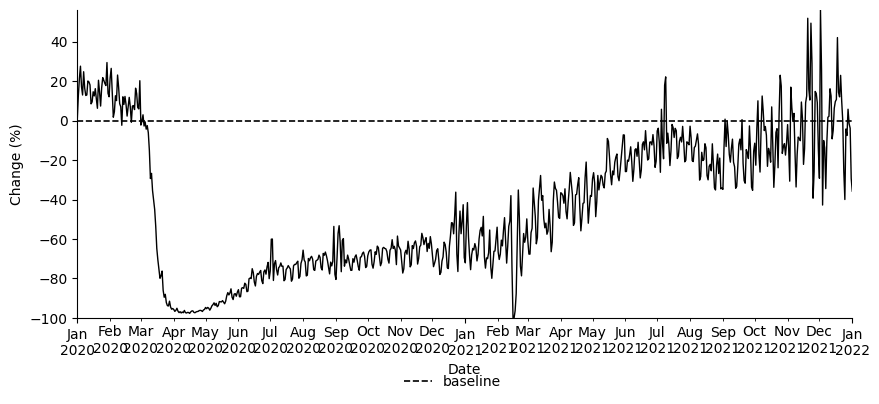 40
20
0
−20
−40
−60
−80
−100
Change (%)
Jan Feb Mar Apr May Jun Jul Aug Sep Oct Nov Dec Jan Feb Mar Apr May Jun Jul Aug Sep Oct Nov Dec Jan
2020 2020 2020 2020 2020 2020 2020 2020 2020 2020 2020 2020 2021 2021 2021 2021 2021 2021 2021 2021 2021 2021 2021 2021 2022
Date
baseline